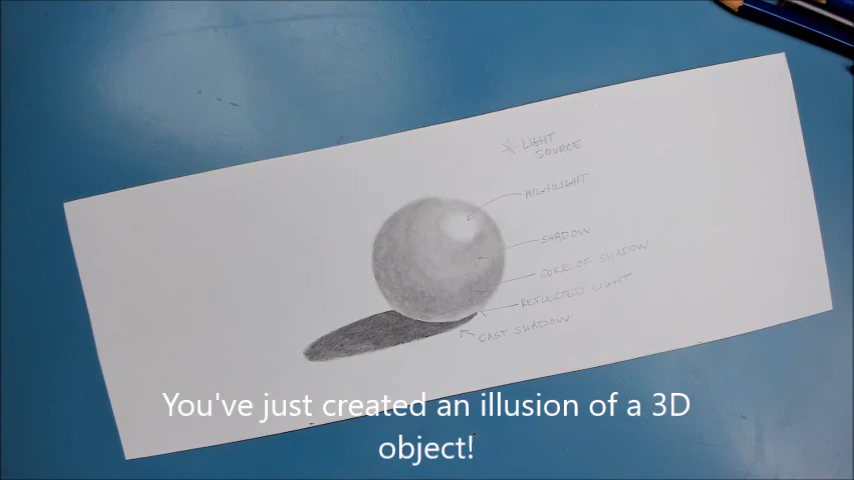 LIGHT
SOURCE
HIGHLIGHT
SHADOW
CORE OF SHADOW
REFLECTED LIGHT
CAST SHADOW
You've just created an illusion of a 3D
object!